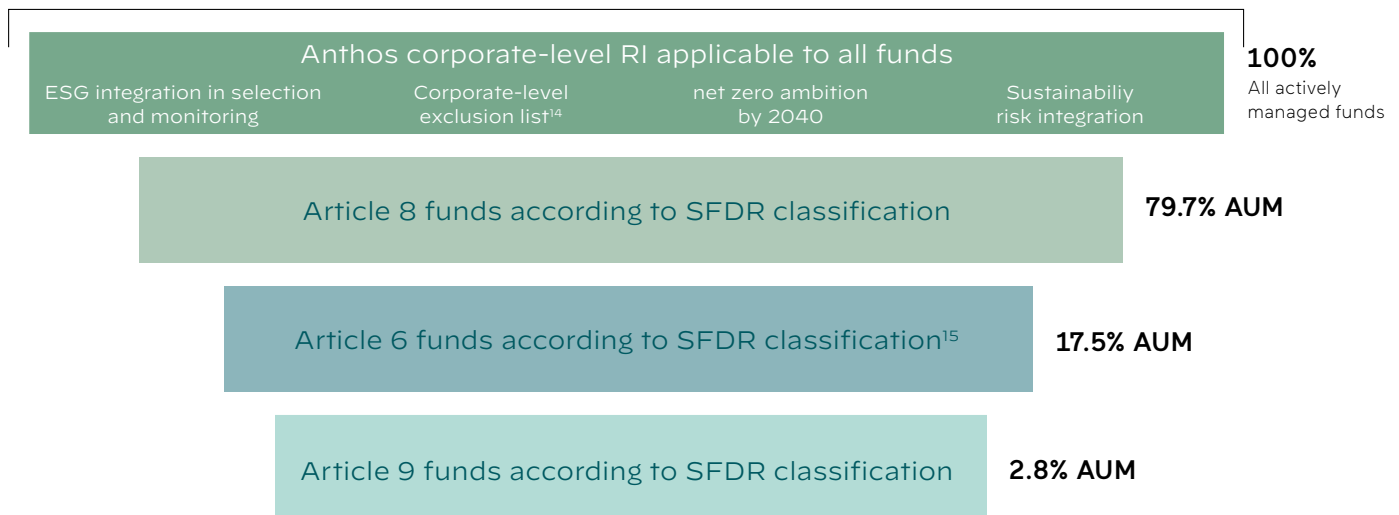 Anthos corporate-level RI applicable to all funds
ESG integration in selection
and monitoring
Corporate-level
exclusion list¹⁴
net zero ambition
by 2040
Sustainabiliy
risk integration
100%
All actively
managed funds
Article 8 funds according to SFDR classification
79.7% AUM
Article 6 funds according to SFDR classification¹⁵
17.5% AUM
Article 9 funds according to SFDR classification
2.8% AUM